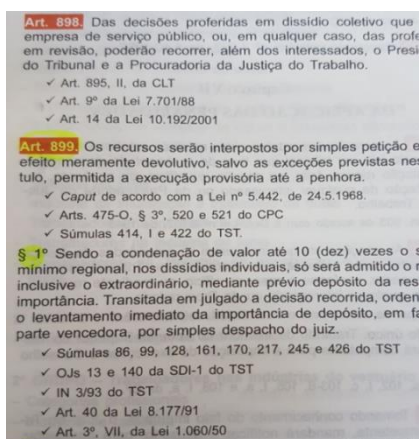 Art. 898. Das decisões proferidas em dissídio coletivo que
empresa de serviço público, ou, em qualquer caso, das profe
em revisão, poderão recorrer, além dos interessados, o Presi
do Tribunal e a Procuradoria da Justiça do Trabalho.
✓ Art. 895, II, da CLT
✓ Art. 9º da Lei 7.701/88
✓ Art. 14 da Lei 10.192/2001
Art. 899. Os recursos serão interpostos por simples petição e
efeito meramente devolutivo, salvo as exceções previstas nes
tulo, permitida a execução provisória até a penhora.
✓ Caput de acordo com a Lei nº 5.442, de 24.5.1968.
✓ Arts. 475-O, § 3º, 520 e 521 do CPC
✓ Súmulas 414, I e 422 do TST.
§ 1º Sendo a condenação de valor até 10 (dez) vezes o s
mínimo regional, nos dissídios individuais, só será admitido o r
inclusive o extraordinário, mediante prévio depósito da res
importância. Transitada em julgado a decisão recorrida, orden
o levantamento imediato da importância de depósito, em fa
parte vencedora, por simples despacho do juiz.
✓ Súmulas 86, 99, 128, 161, 170, 217, 245 e 426 do TST
✓ OJs 13 e 140 da SDI-1 do TST
✓ IN 3/93 do TST
✓ Art. 40 da Lei 8.177/91
✓ Art. 3º, VII, da Lei 1.060/50